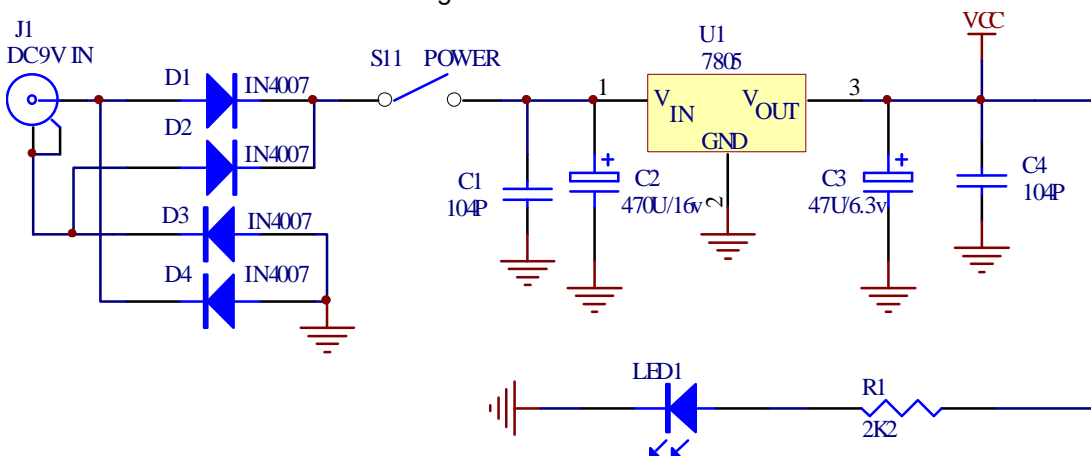 J1
DC9V IN
D1
IN4007
D2
IN4007
D3
IN4007
D4
IN4007
S11 POWER
C1
104P
C2
470U/16v
U1
7805
1
VIN
VOUT
3
GND
2
VCC
C3
47U/6.3v
C4
104P
LED1
R1
2K2